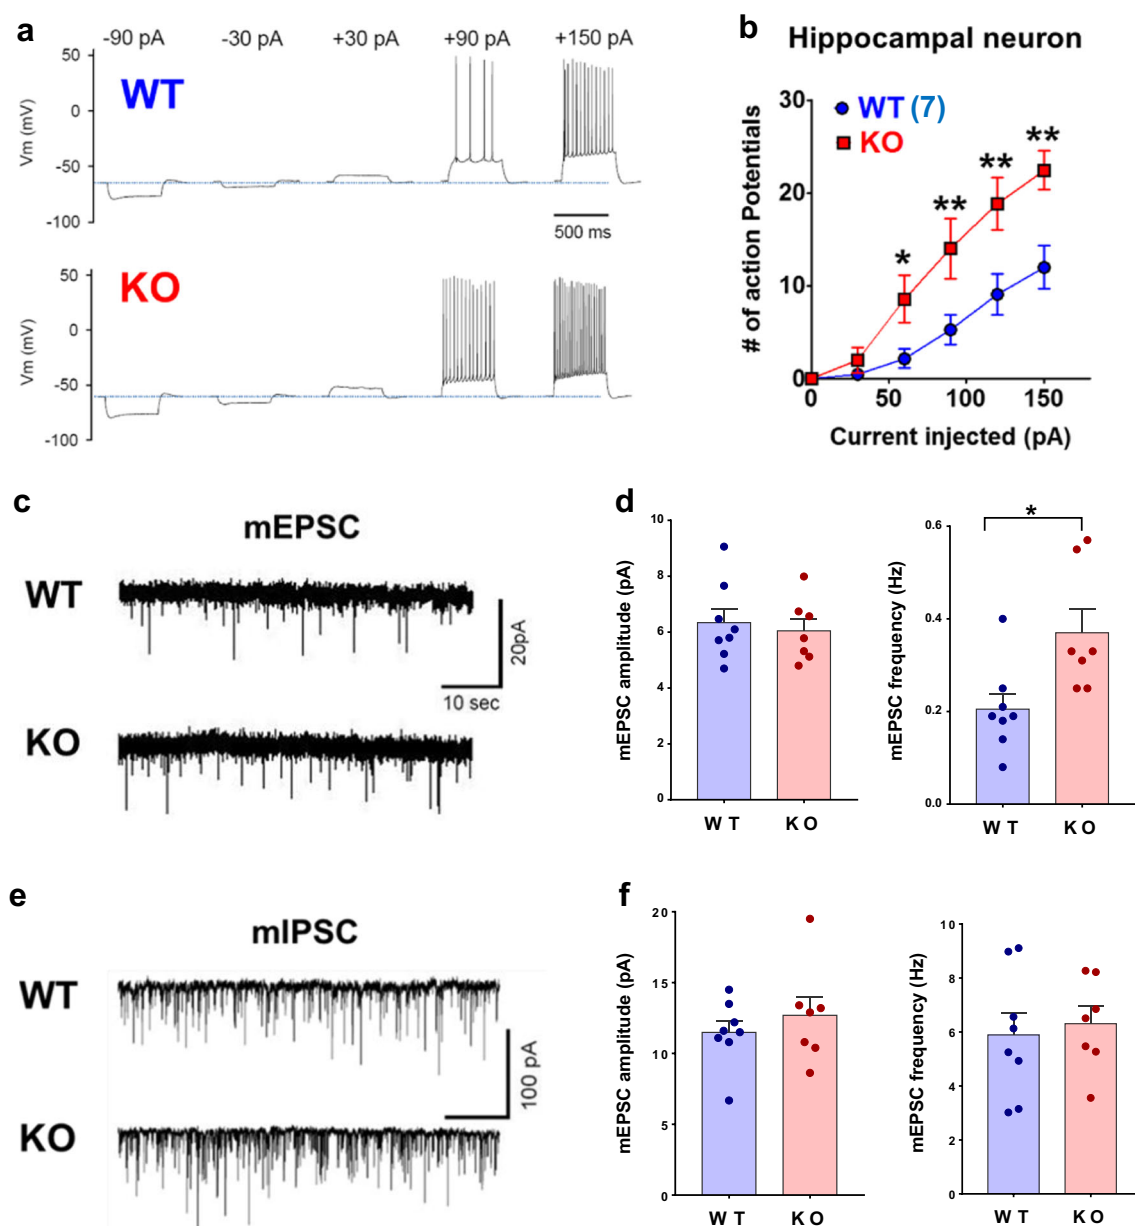 a
-90 pA -30 pA +30 pA +90 pA +150 pA
50
0
-50
-100
Vm (mV)
WT
500 ms
50
0
-50
-100
Vm (mV)
KO
b
Hippocampal neuron
30
20
10
0
# of action Potentials
WT (7)
KO
*
**
**
**
0 50 100 150
Current injected (pA)
c
mEPSC
WT
KO
20pA
10 sec
d
10
8
6
4
2
0
mEPSC amplitude (pA)
WT KO
0.6
0.4
0.2
0.0
mEPSC frequency (Hz)
*
WT KO
e
mIPSC
WT
KO
100 pA
f
20
15
10
5
0
mEPSC amplitude (pA)
WT KO
10
8
6
4
2
0
mEPSC frequency (Hz)
WT KO